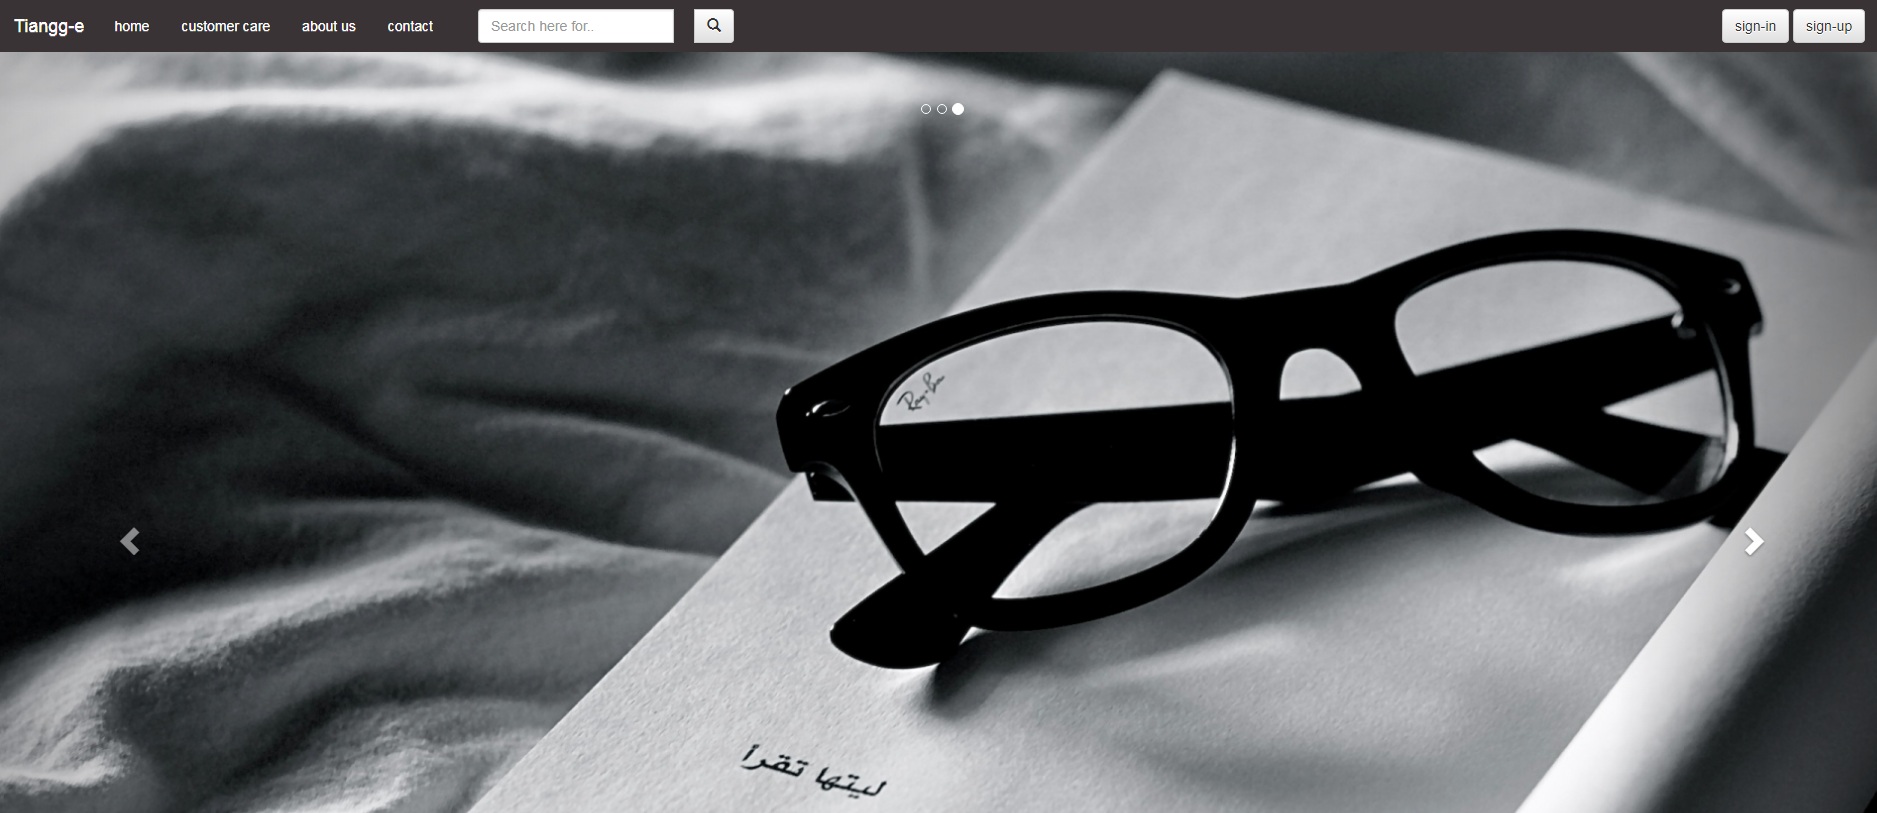 Tiangg-e
home
customer care
about us
contact
Search here for..
sign-in
sign-up
Ray-Ban
ليتها تقرأ